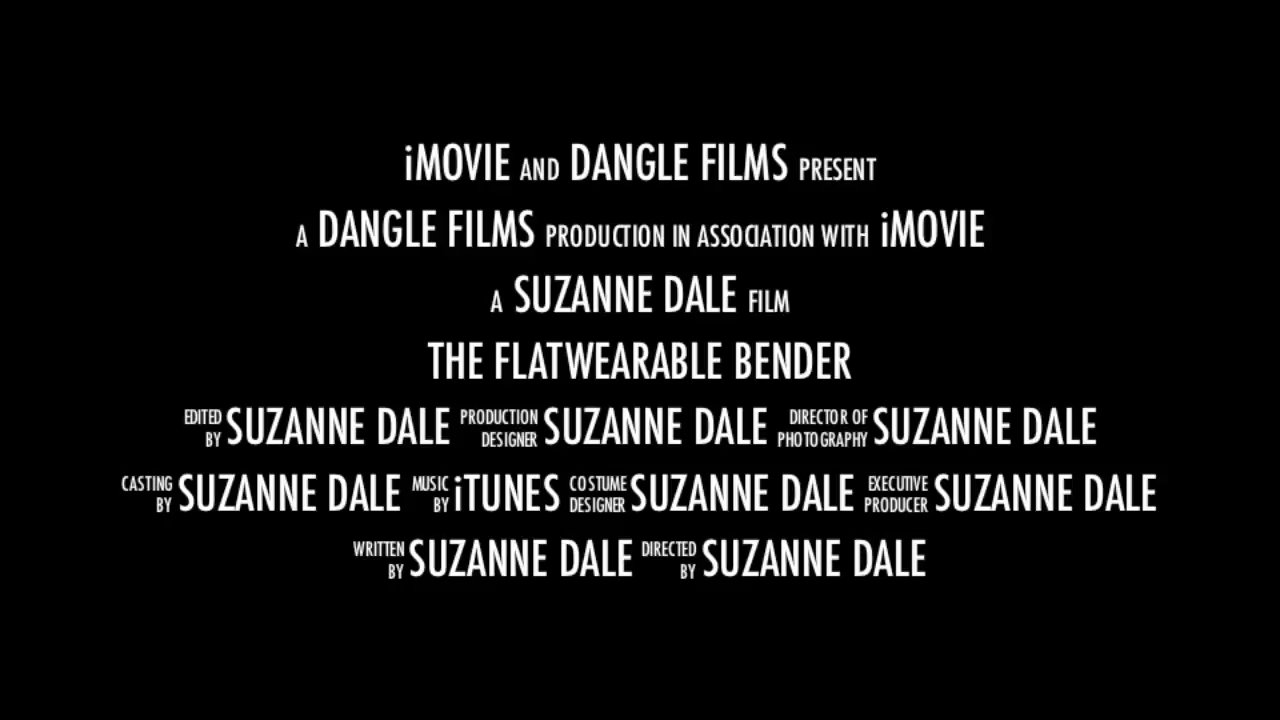 iMOVIE AND DANGLE FILMS PRESENT
A DANGLE FILMS PRODUCTION IN ASSOCIATION WITH iMOVIE
A SUZANNE DALE FILM
THE FLATWEARABLE BENDER
EDITED BY SUZANNE DALE PRODUCTION DESIGNER SUZANNE DALE DIRECTOR OF PHOTOGRAPHY SUZANNE DALE
CASTING BY SUZANNE DALE MUSIC BY iTUNES COSTUME DESIGNER SUZANNE DALE EXECUTIVE PRODUCER SUZANNE DALE
WRITTEN BY SUZANNE DALE DIRECTED BY SUZANNE DALE